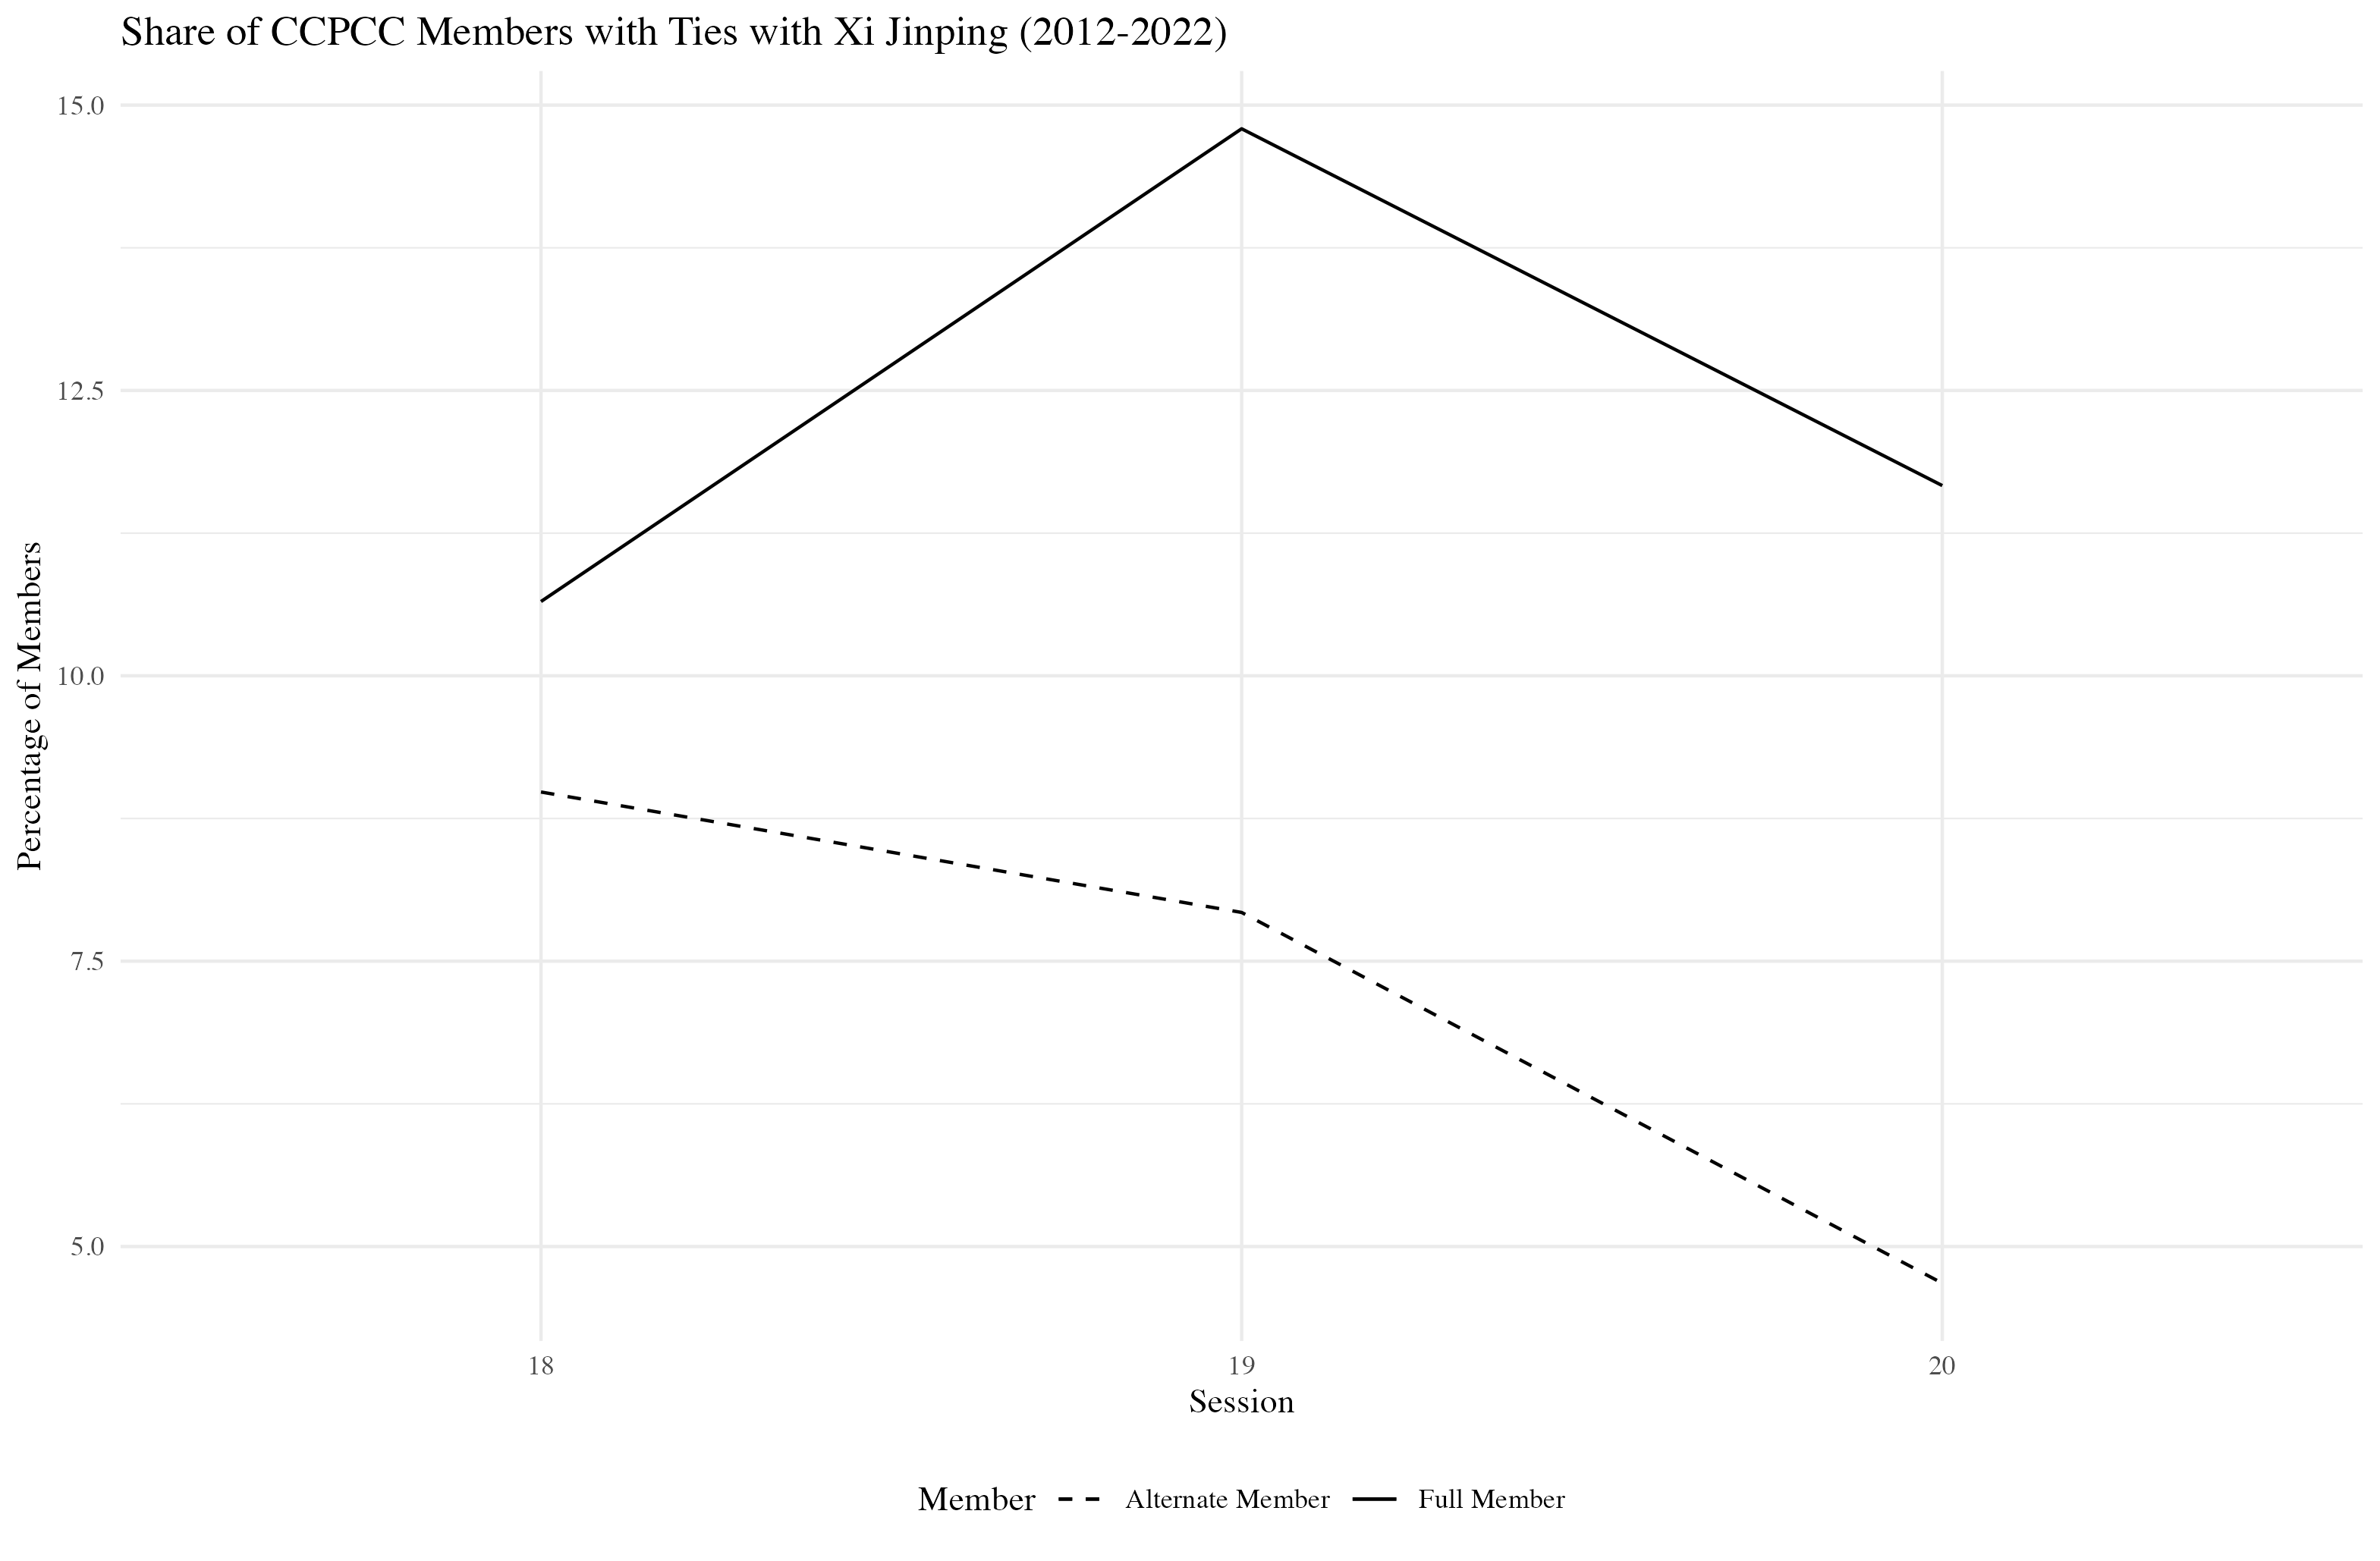 Share of CCPCC Members with Ties with Xi Jinping (2012-2022)
15.0
12.5
10.0
7.5
5.0
Percentage of Members
18 19 20
Session
Member Alternate Member Full Member